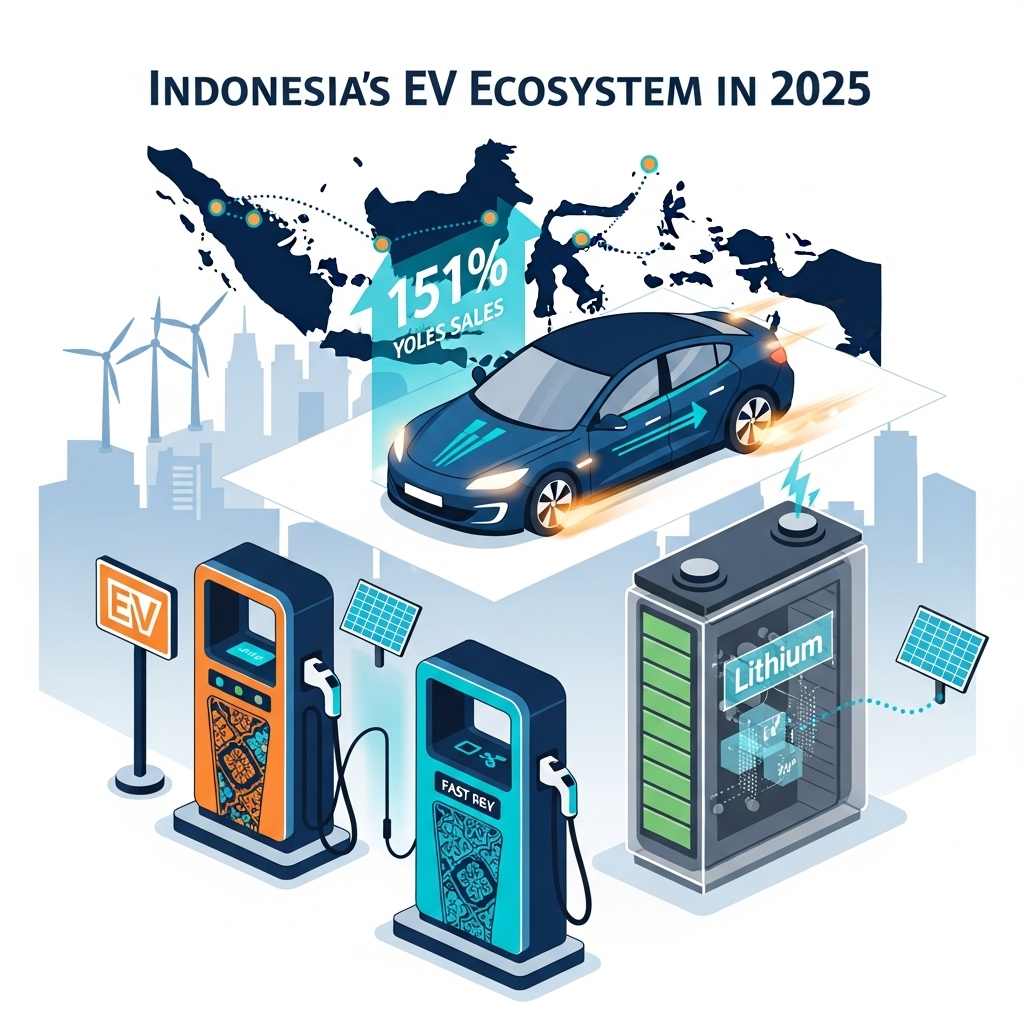 INDONESIA'S EV ECOSYSTEM IN 2025
151%
YOLES SALES
EV
FAST REY
Lithium